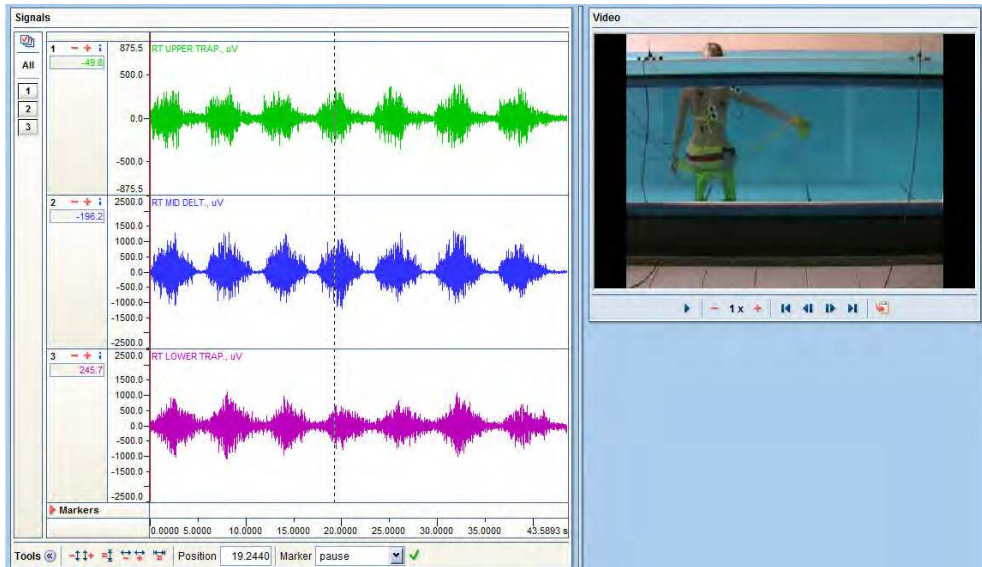 Signals
All
1
2
3
1 − + i
-49.8
875.5
500.0
0.0
-500.0
-875.5
RT UPPER TRAP., uV
2 − + i
-196.2
2500.0
1500.0
1000.0
500.0
0.0
-500.0
-1000.0
-1500.0
-2500.0
RT MID DELT., uV
3 − + i
245.7
2500.0
1500.0
1000.0
500.0
0.0
-500.0
-1000.0
-1500.0
-2500.0
RT LOWER TRAP., uV
Markers
0.0000 5.0000 10.0000 15.0000 20.0000 25.0000 30.0000 35.0000 43.5893 s
Tools Position 19.2440 Marker pause
Video
− 1 x +